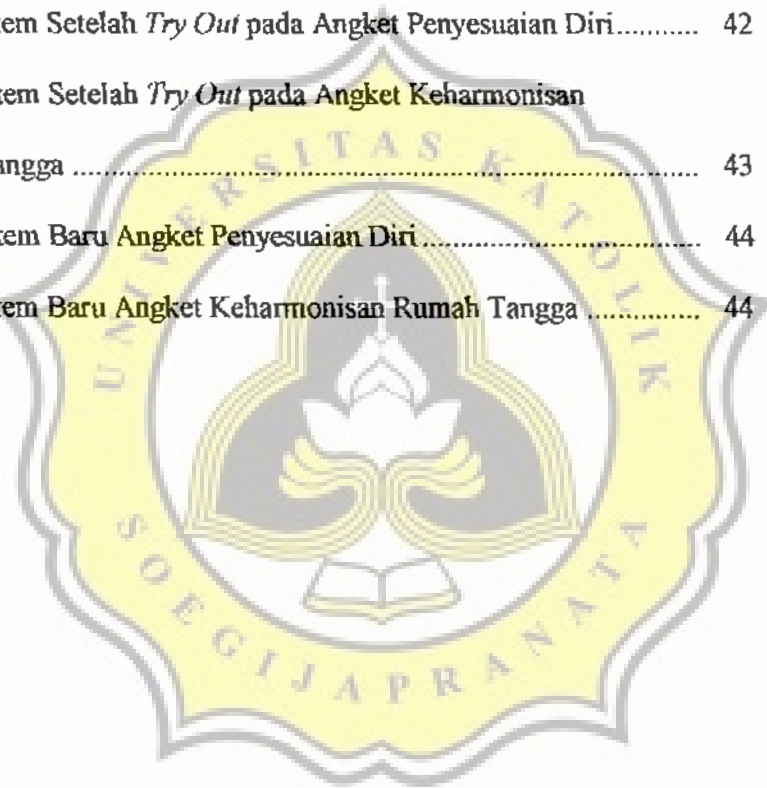 tem Setelah Try Out pada Angket Penyesuaian Diri........... 42
tem Setelah Try Out pada Angket Keharmonisan
angga ........................................................................ 43
tem Baru Angket Penyesuaian Diri ................................ 44
tem Baru Angket Keharmonisan Rumah Tangga .............. 44
UNIVERSITAS KATOLIK
SOEGIJAPRANATA